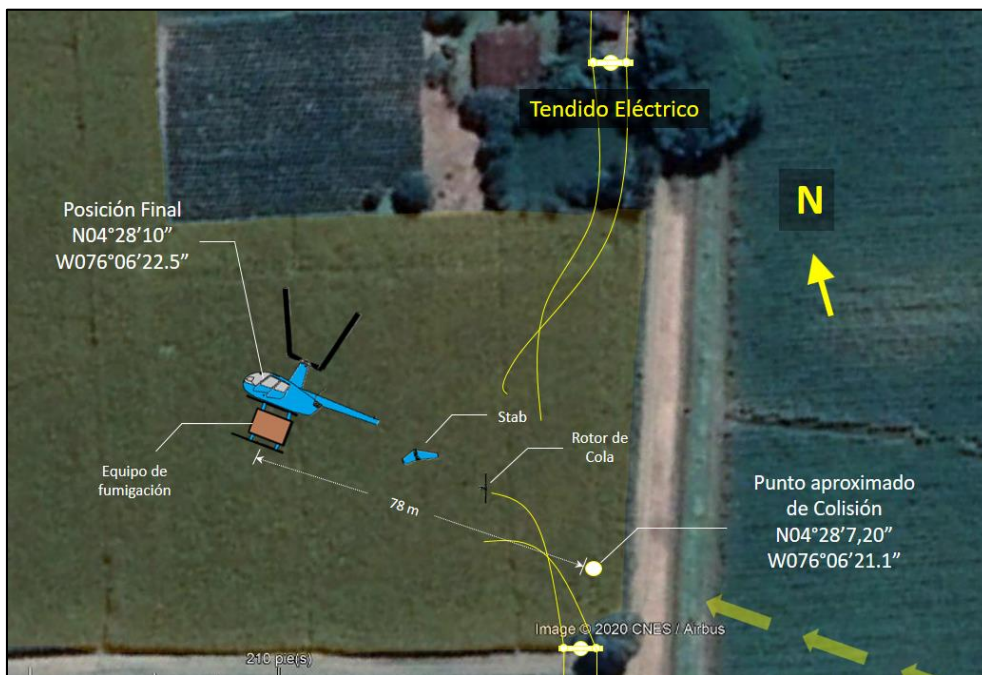 Tendido Eléctrico
N
Posición Final
N04°28'10”
W076°06'22.5”
Stab
Rotor de
Cola
Equipo de
fumigación
78 m
Punto aproximado
de Colisión
N04°28'7,20”
W076°06'21.1”
Image © 2020 CNES / Airbus
210 pie(s)